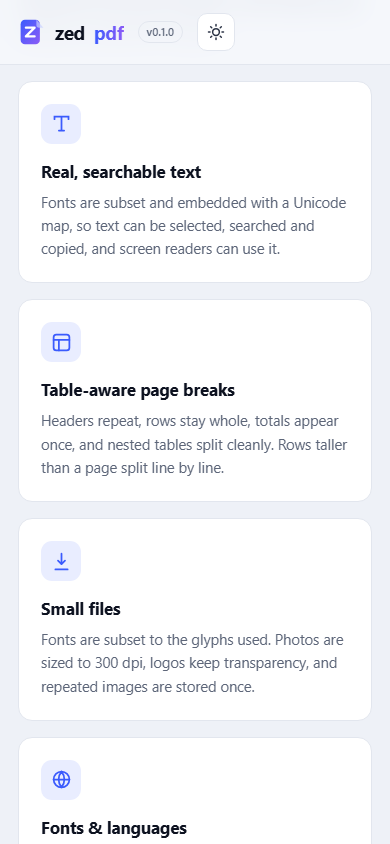 zed pdf v0.1.0
Real, searchable text
Fonts are subset and embedded with a Unicode
map, so text can be selected, searched and
copied, and screen readers can use it.
Table-aware page breaks
Headers repeat, rows stay whole, totals appear
once, and nested tables split cleanly. Rows taller
than a page split line by line.
Small files
Fonts are subset to the glyphs used. Photos are
sized to 300 dpi, logos keep transparency, and
repeated images are stored once.
Fonts & languages